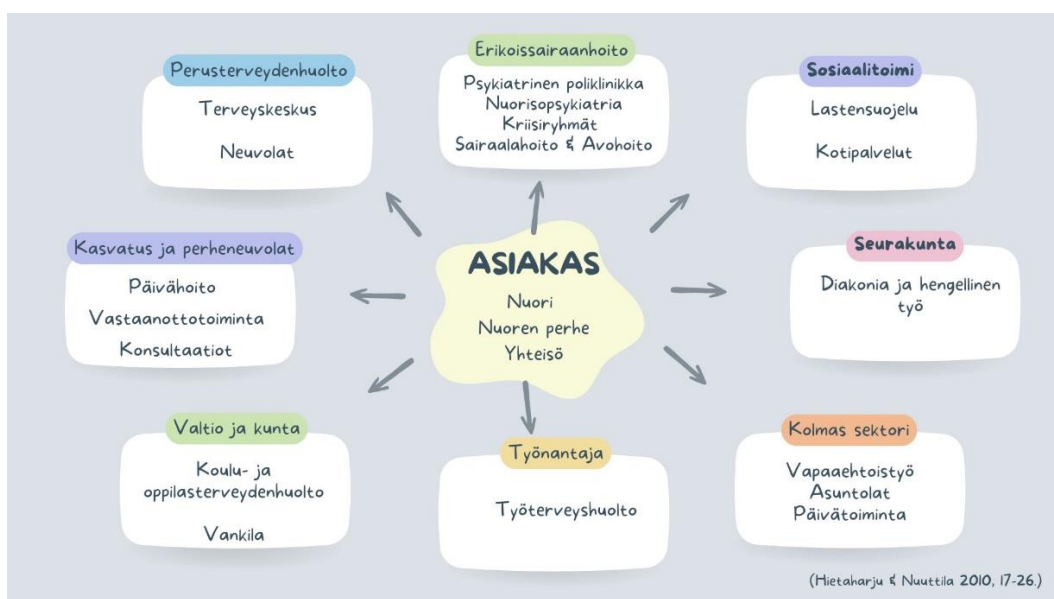 Perusterveydenhuolto
Terveyskeskus
Neuvolat
Erikoissairaanhoito
Psykiatrinen poliklinikka
Nuorisopsykiatria
Kriisiryhmät
Sairaalahoito & Avohoito
Sosiaalitoimi
Lastensuojelu
Kotipalvelut
Kasvatus ja perheneuvolat
Päivähoito
Vastaanottotoiminta
Konsultaatiot
ASIAKAS
Nuori
Nuoren perhe
Yhteisö
Seurakunta
Diakonia ja hengellinen
työ
Valtio ja kunta
Koulu- ja
oppilasterveydenhuolto
Vankila
Työnantaja
Työterveyshuolto
Kolmas sektori
Vapaaehtoistyö
Asuntolat
Päivätoiminta
(Hietaharju & Nuuttila 2010, 17-26.)